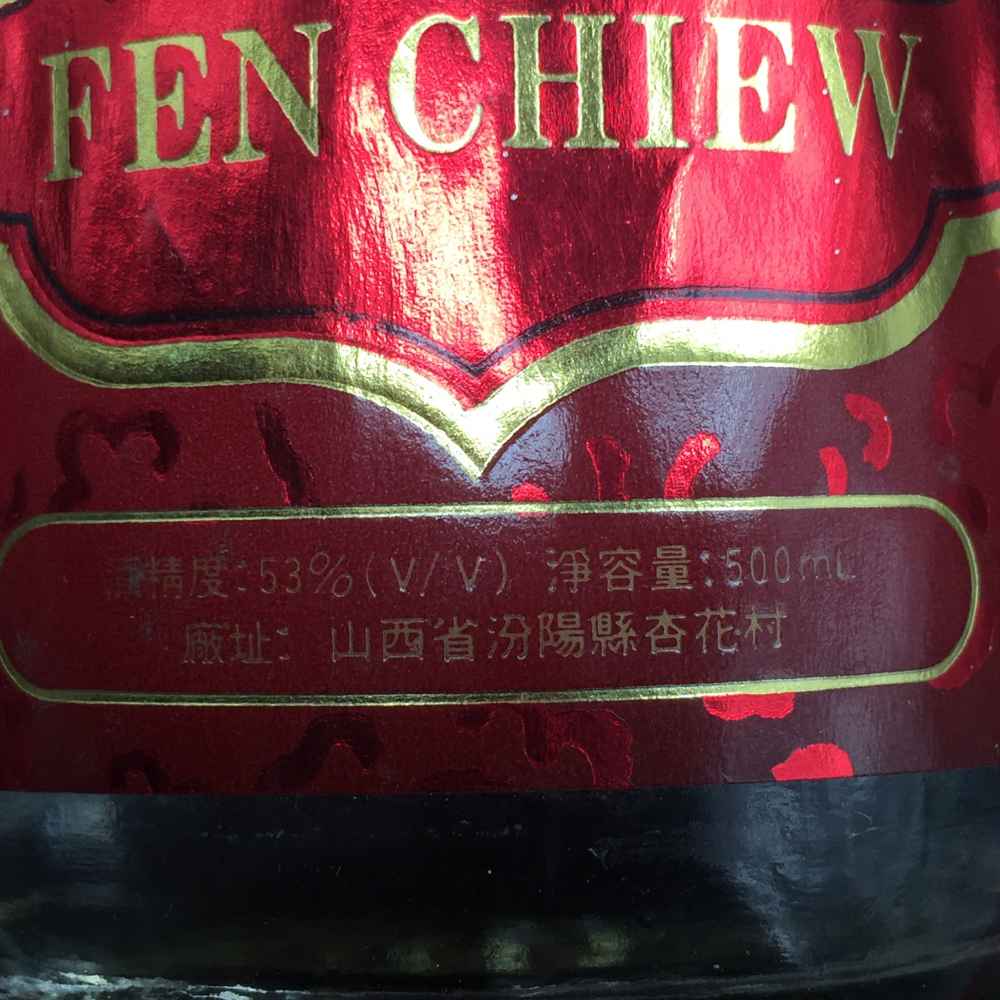 FEN CHIEW
酒精度:53%(V/V) 淨容量:500mL
廠址: 山西省汾陽縣杏花村